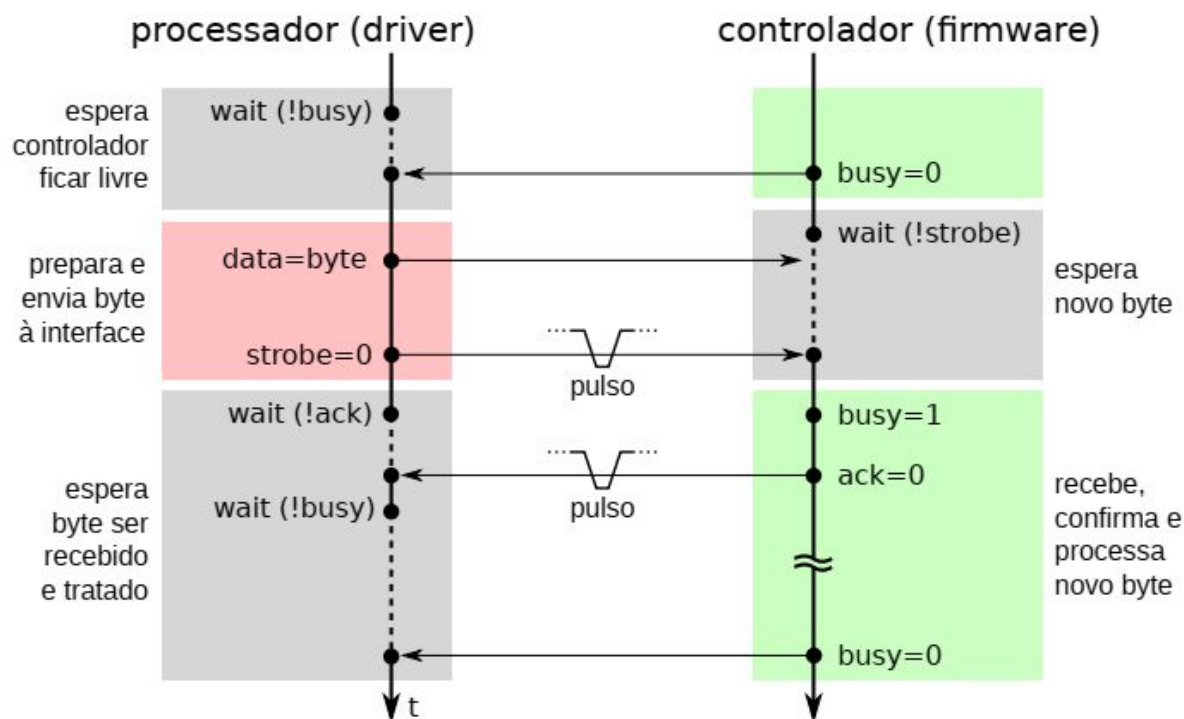 processador (driver)
controlador (firmware)
espera
controlador
ficar livre
wait (!busy)
busy=0
wait (!strobe)
prepara e
envia byte
à interface
data=byte
espera
novo byte
strobe=0
pulso
wait (!ack)
busy=1
ack=0
pulso
espera
byte ser
recebido
e tratado
wait (!busy)
recebe,
confirma e
processa
novo byte
busy=0
t